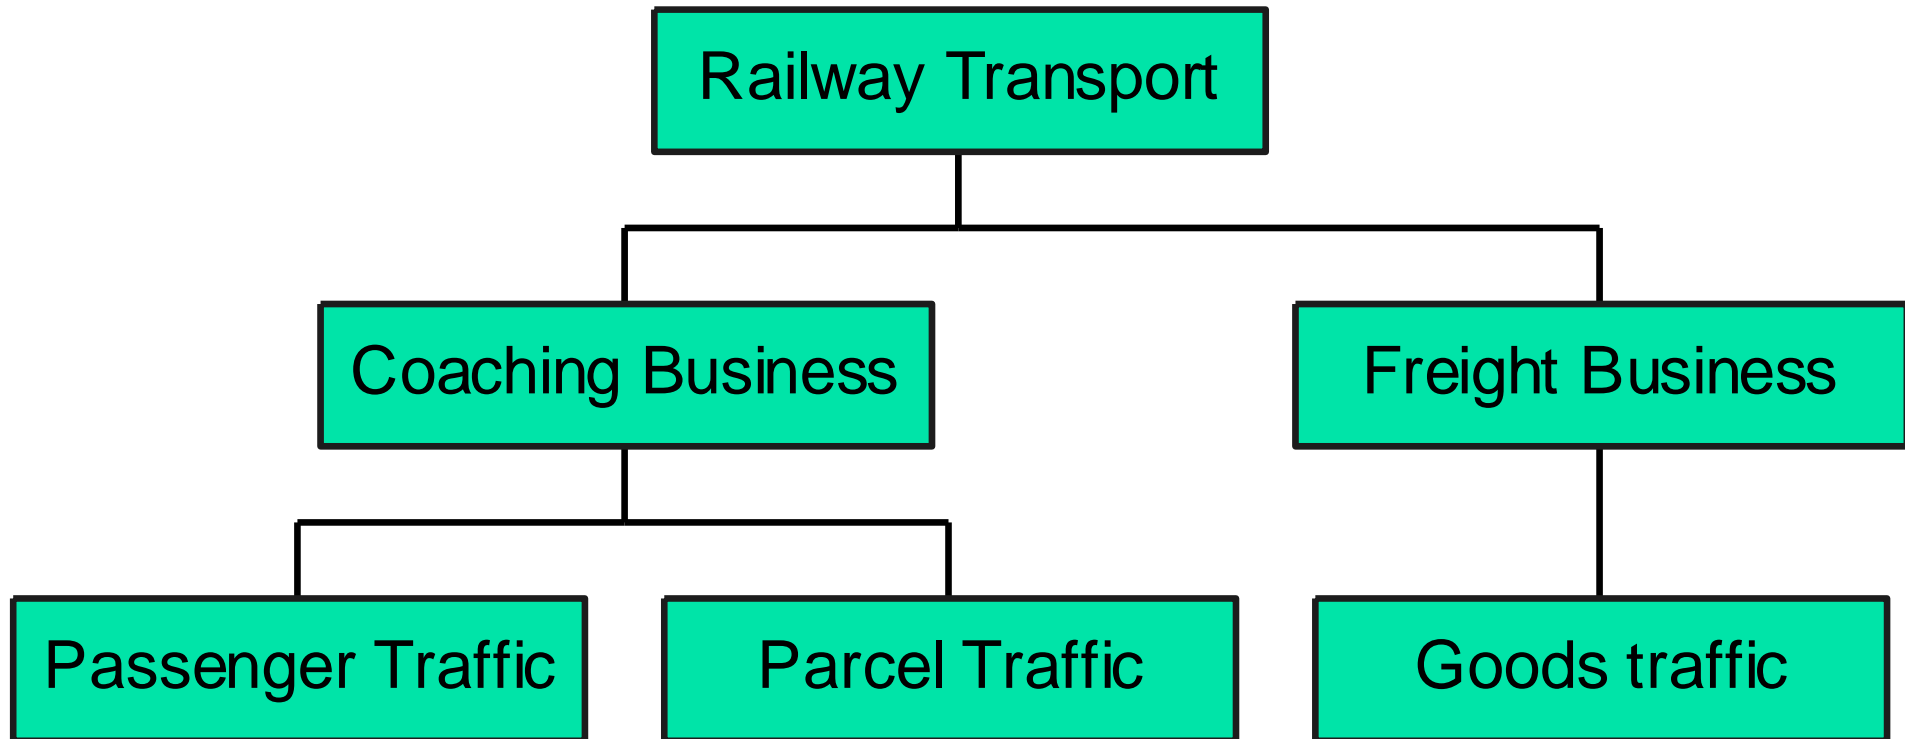 Railway Transport
Coaching Business
Freight Business
Passenger Traffic
Parcel Traffic
Goods traffic